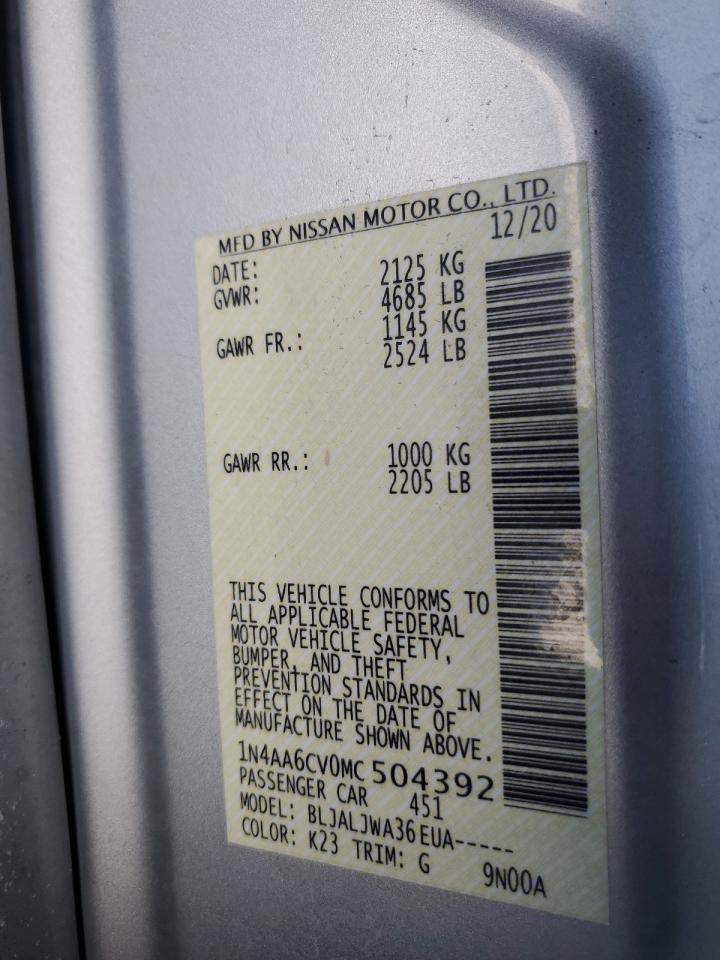 MFD BY NISSAN MOTOR CO., LTD.
DATE: 12/20
GVWR: 2125 KG
4685 LB
GAWR FR.: 1145 KG
2524 LB
GAWR RR.: 1000 KG
2205 LB
THIS VEHICLE CONFORMS TO
ALL APPLICABLE FEDERAL
MOTOR VEHICLE SAFETY,
BUMPER, AND THEFT
PREVENTION STANDARDS IN
EFFECT ON THE DATE OF
MANUFACTURE SHOWN ABOVE.
1N4AA6CV0MC504392
PASSENGER CAR 451
MODEL: BLJALJWA36EUA-----
COLOR: K23 TRIM: G 9N00A